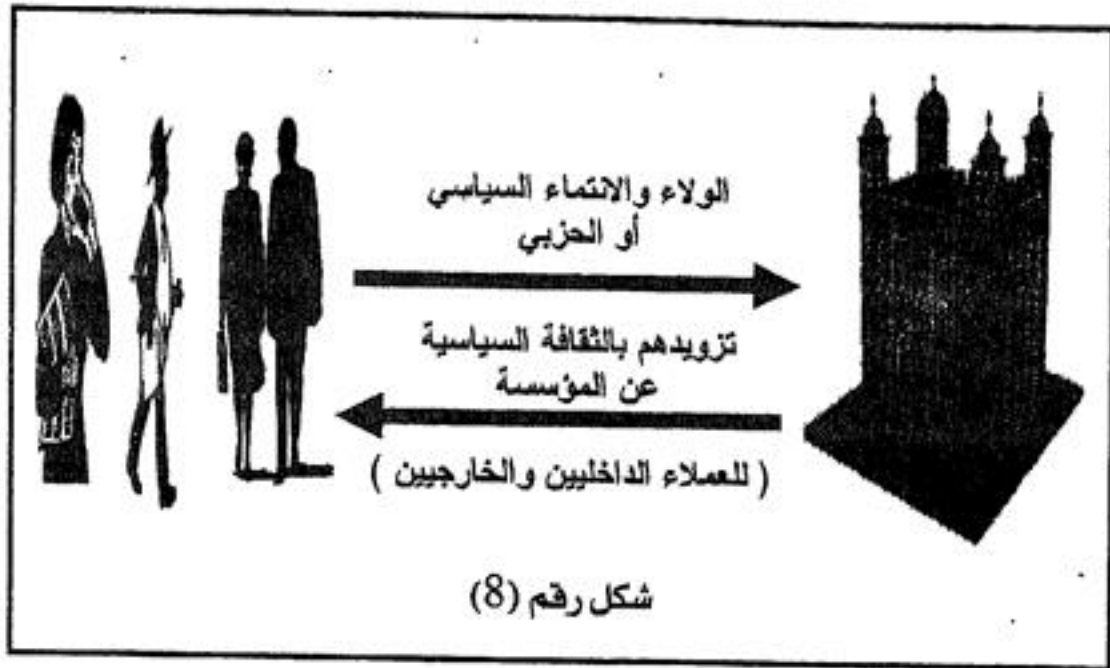 الولاء والانتماء السياسي
أو الحزبي
تزويدهم بالثقافة السياسية
عن المؤسسة
( للعملاء الداخليين والخارجيين )
شكل رقم (8)